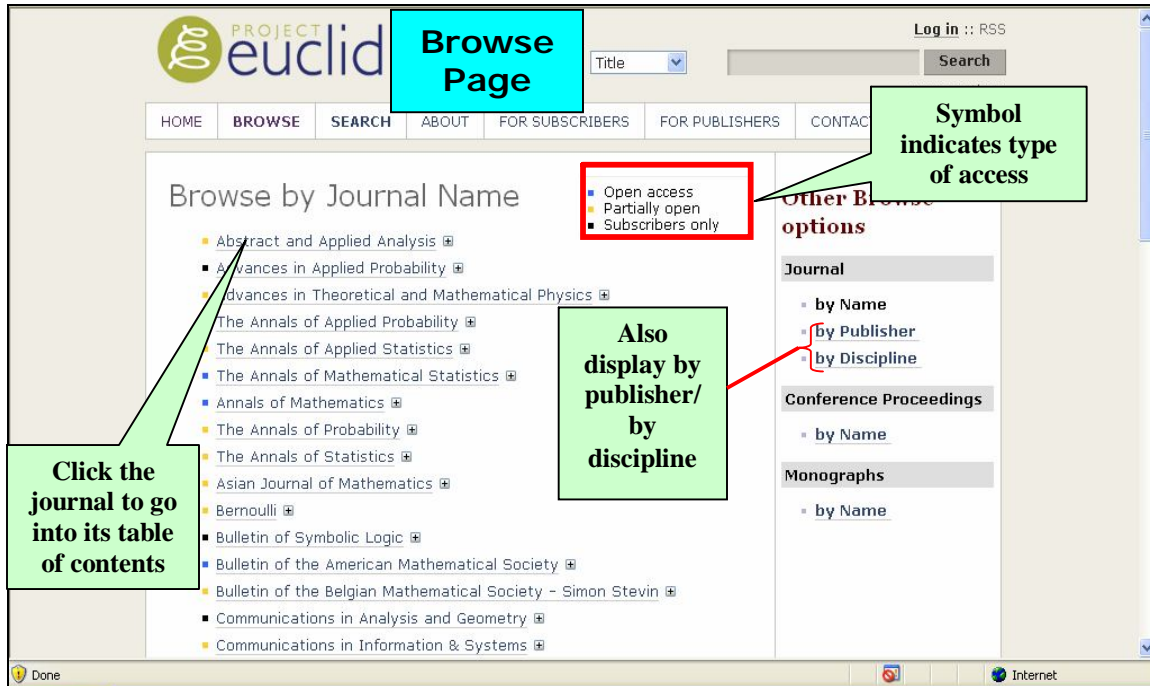 PROJECT
euclid
Browse
Page
Title
Log in :: RSS
Search
HOME
BROWSE
SEARCH
ABOUT
FOR SUBSCRIBERS
FOR PUBLISHERS
CONTAC
Symbol
indicates type
of access
Browse by Journal Name
Open access
Partially open
Subscribers only
Abstract and Applied Analysis
Advances in Applied Probability
Advances in Theoretical and Mathematical Physics
The Annals of Applied Probability
The Annals of Applied Statistics
The Annals of Mathematical Statistics
Annals of Mathematics
The Annals of Probability
The Annals of Statistics
Asian Journal of Mathematics
Bernoulli
Bulletin of Symbolic Logic
Bulletin of the American Mathematical Society
Bulletin of the Belgian Mathematical Society - Simon Stevin
Communications in Analysis and Geometry
Communications in Information & Systems
Click the
journal to go
into its table
of contents
Also
display by
publisher/
by
discipline
Other Browse
options
Journal
by Name
by Publisher
by Discipline
Conference Proceedings
by Name
Monographs
by Name
Done
Internet